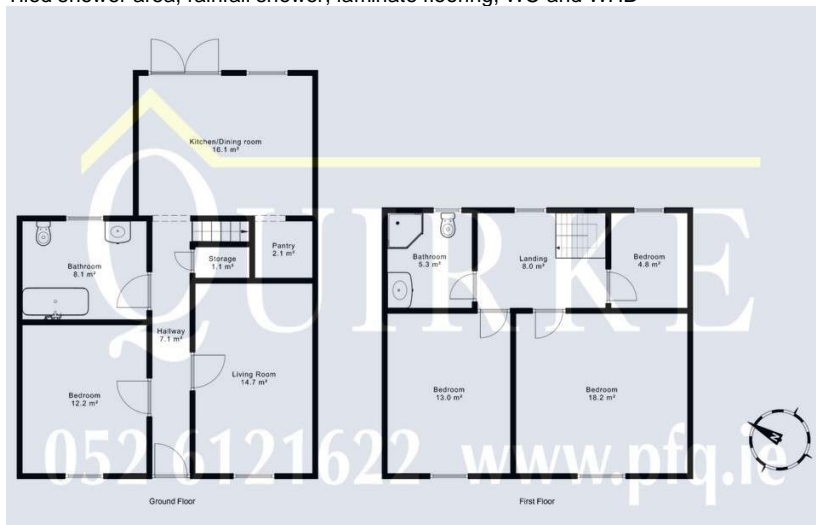 Tiled shower area, rainfall shower, laminate flooring, WC and WHB
Kitchen/Dining room
16.1 m²
QUIRKE
Bathroom
8.1 m²
Storage
1.1 m²
Pantry
2.1 m²
Hallway
7.1 m²
Living Room
14.7 m²
Bedroom
12.2 m²
Ground Floor
Bathroom
5.3 m²
Landing
8.0 m²
Bedroom
4.8 m²
Bedroom
13.0 m²
Bedroom
18.2 m²
First Floor
052 6121622 www.pfq.ie
N